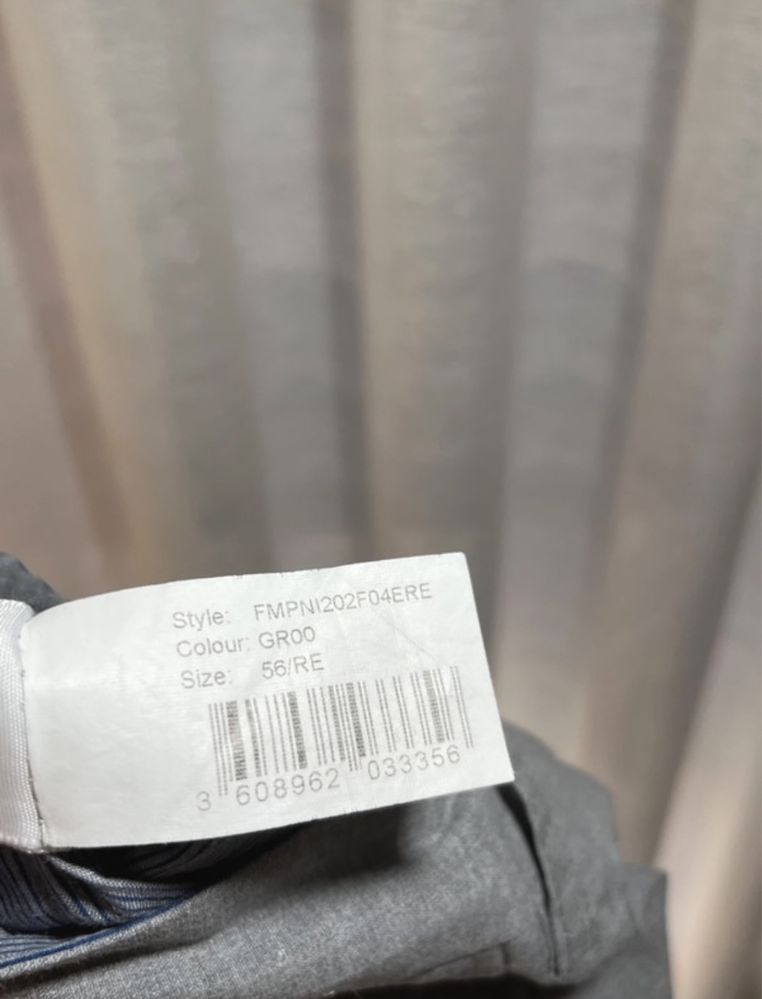 Style: FMPNI202F04ERE
Colour: GR00
Size: 56/RE
3 608962 033356